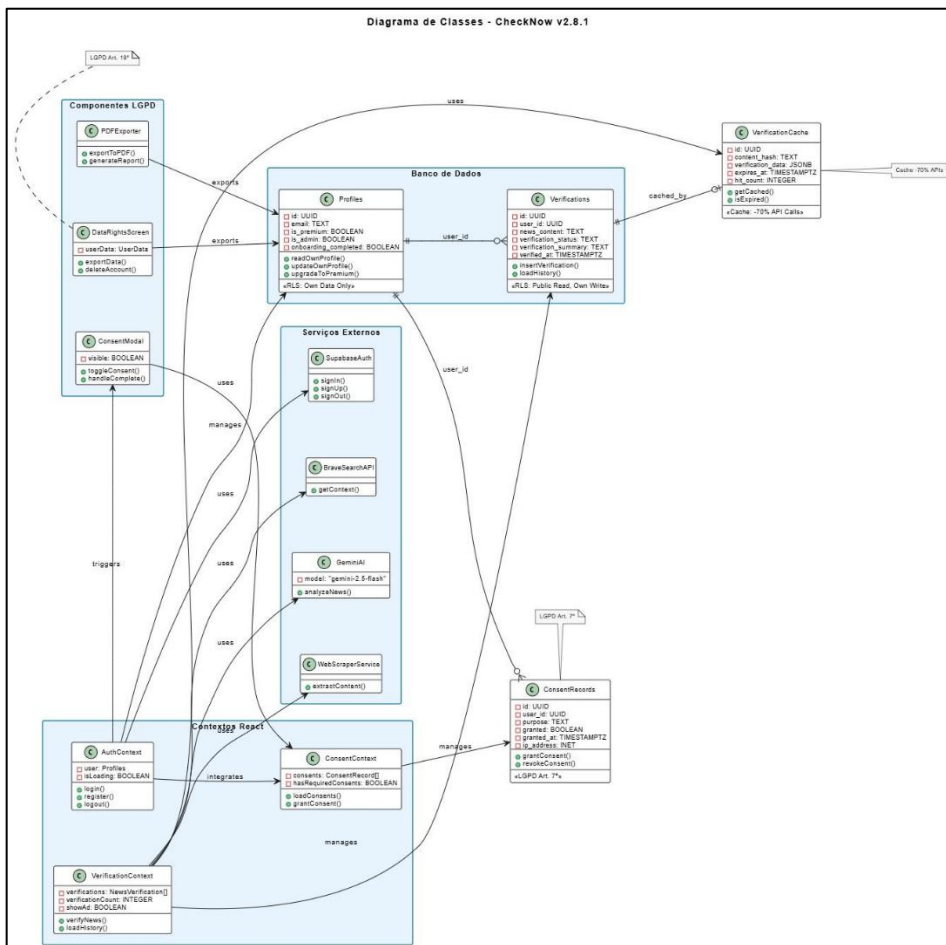 Diagrama de Classes - CheckNow v2.8.1
LGPD Art. 18º
Componentes LGPD
C PDFExporter
exportToPDF()
generateReport()
C DataRightsScreen
userData: UserData
exportData()
deleteAccount()
C ConsentModal
visible: BOOLEAN
toggleConsent()
handleComplete()
exports
exports
uses
Banco de Dados
C Profiles
id: UUID
email: TEXT
is_premium: BOOLEAN
is_admin: BOOLEAN
onboarding_completed: BOOLEAN
readOwnProfile()
updateOwnProfile()
upgradeToPremium()
«RLS: Own Data Only»
user_id
C Verifications
id: UUID
user_id: UUID
news_content: TEXT
verification_status: TEXT
verification_summary: TEXT
verified_at: TIMESTAMPTZ
insertVerification()
loadHistory()
«RLS: Public Read, Own Write»
cached_by
C VerificationCache
id: UUID
content_hash: TEXT
verification_data: JSONB
expires_at: TIMESTAMPTZ
hit_count: INTEGER
getCached()
isExpired()
«Cache: -70% API Calls»
Cache -70% APIs
Serviços Externos
C SupabaseAuth
signIn()
signUp()
signOut()
C BraveSearchAPI
getContext()
C GeminiAI
model: "gemini-2.5-flash"
analyzeNews()
C WebScraperService
extractContent()
uses
manages
uses
uses
uses
uses
triggers
user_id
LGPD Art. 7º
C ConsentRecords
id: UUID
user_id: UUID
purpose: TEXT
granted: BOOLEAN
granted_at: TIMESTAMPTZ
ip_address: INET
grantConsent()
revokeConsent()
«LGPD Art. 7º»
Contextos React
C AuthContext
user: Profiles
isLoading: BOOLEAN
login()
register()
logout()
integrates
C ConsentContext
consents: ConsentRecord[]
hasRequiredConsents: BOOLEAN
loadConsents()
grantConsent()
manages
manages
C VerificationContext
verifications: NewsVerification[]
verificationCount: INTEGER
showAd: BOOLEAN
verifyNews()
loadHistory()